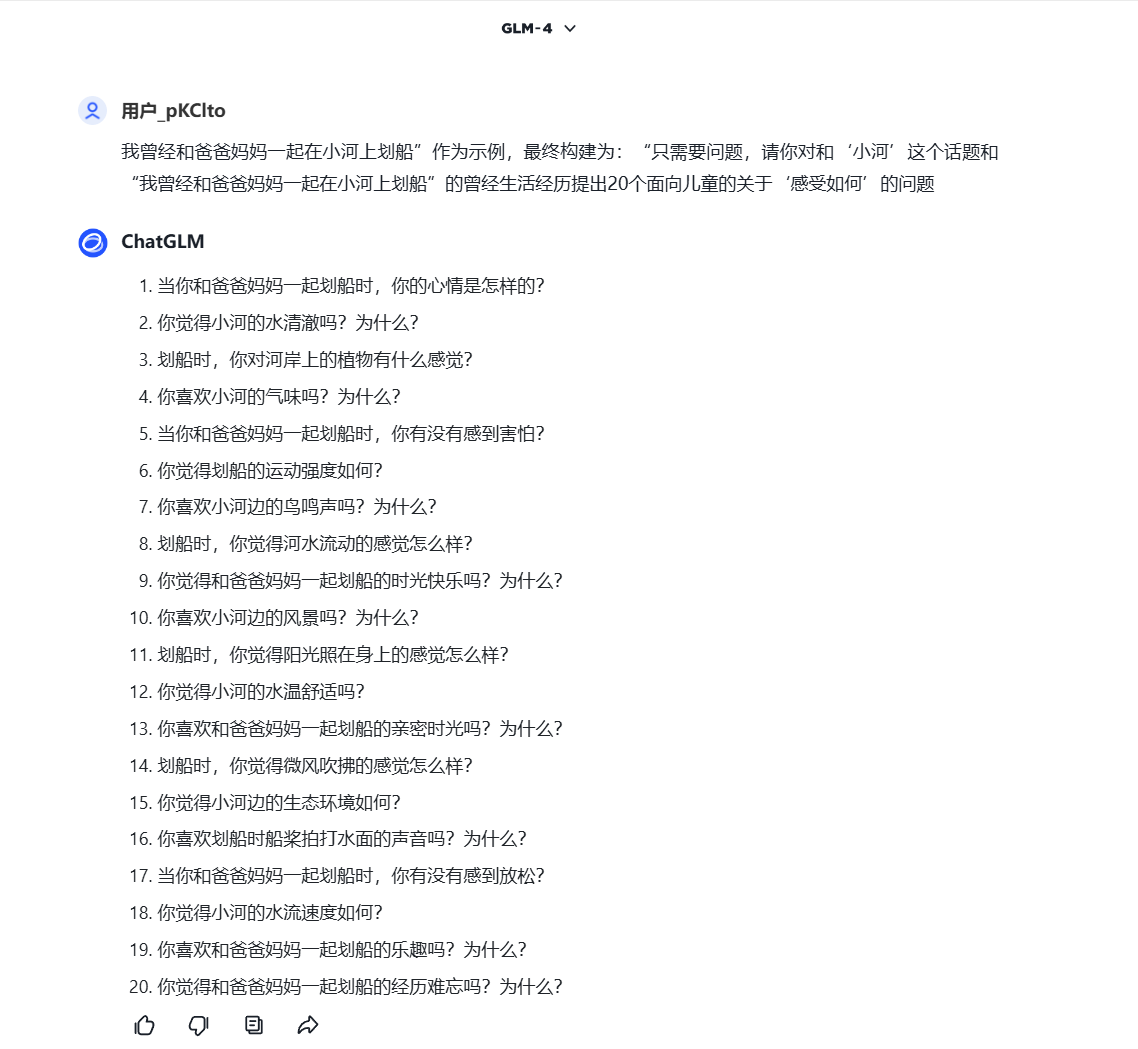 GLM-4
用户_pKClto
我曾经和爸爸妈妈一起在小河上划船”作为示例，最终构建为：“只需要问题，请你对和‘小河’这个话题和
“我曾经和爸爸妈妈一起在小河上划船”的曾经生活经历提出20个面向儿童的关于‘感受如何’的问题
ChatGLM
1. 当你和爸爸妈妈一起划船时，你的心情是怎样的？
2. 你觉得小河的水清澈吗？为什么？
3. 划船时，你对河岸上的植物有什么感觉？
4. 你喜欢小河的气味吗？为什么？
5. 当你和爸爸妈妈一起划船时，你有没有感到害怕？
6. 你觉得划船的运动强度如何？
7. 你喜欢小河边的鸟鸣声吗？为什么？
8. 划船时，你觉得河水流动的感觉怎么样？
9. 你觉得和爸爸妈妈一起划船的时光快乐吗？为什么？
10. 你喜欢小河边的风景吗？为什么？
11. 划船时，你觉得阳光照在身上的感觉怎么样？
12. 你觉得小河的水温舒适吗？
13. 你喜欢和爸爸妈妈一起划船的亲密时光吗？为什么？
14. 划船时，你觉得微风吹拂的感觉怎么样？
15. 你觉得小河边的生态环境如何？
16. 你喜欢划船时船桨拍打水面的声音吗？为什么？
17. 当你和爸爸妈妈一起划船时，你有没有感到放松？
18. 你觉得小河的水流速度如何？
19. 你喜欢和爸爸妈妈一起划船的乐趣吗？为什么？
20. 你觉得和爸爸妈妈一起划船的经历难忘吗？为什么？